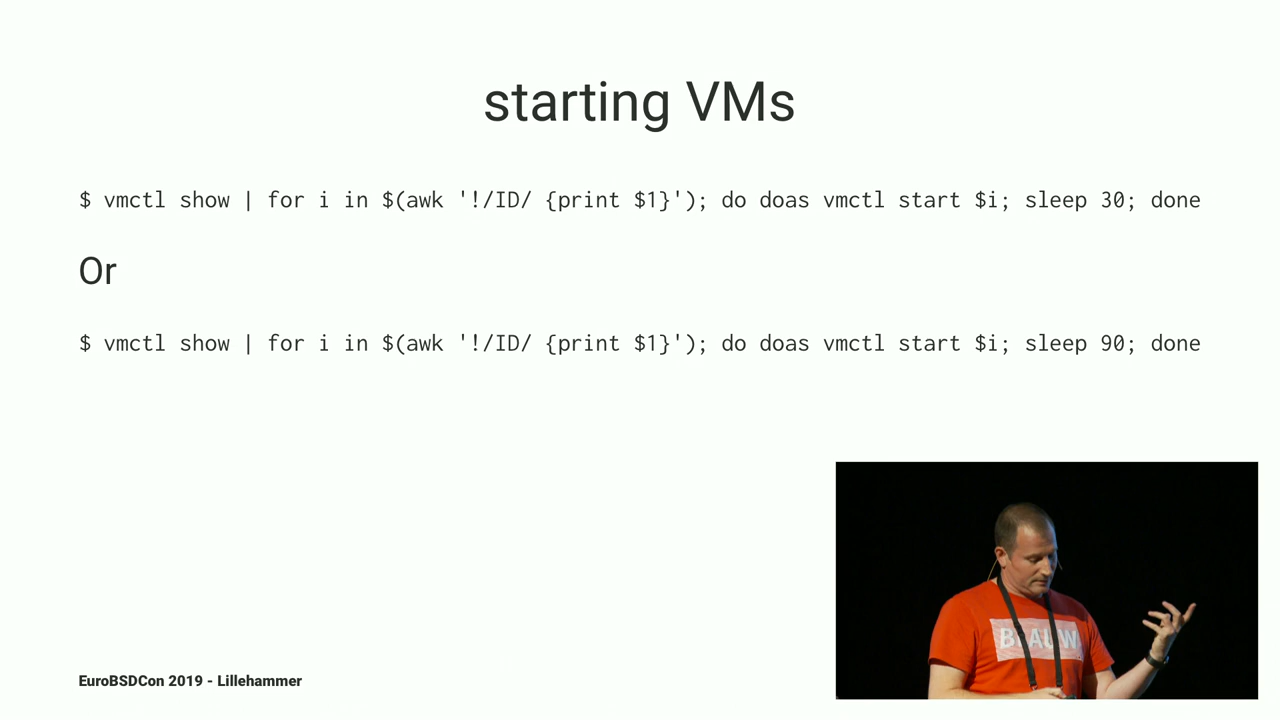 starting VMs
$ vmctl show | for i in $(awk '!/ID/ {print $1}'); do doas vmctl start $i; sleep 30; done
Or
$ vmctl show | for i in $(awk '!/ID/ {print $1}'); do doas vmctl start $i; sleep 90; done
BLAUW
EuroBSDCon 2019 - Lillehammer